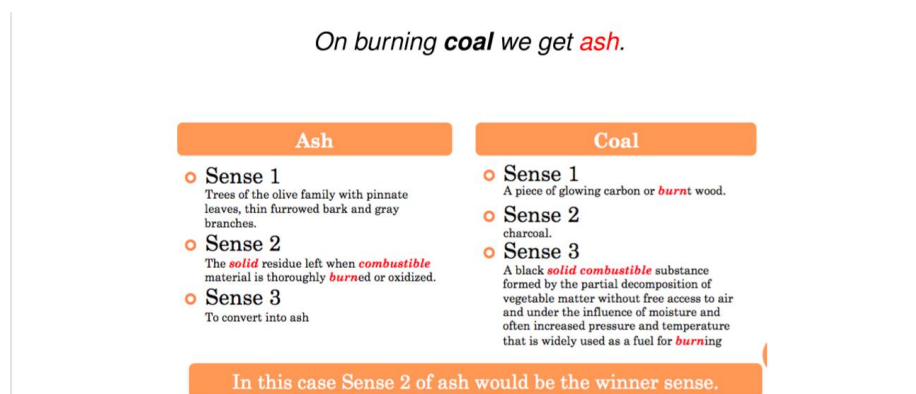 On burning coal we get ash.
Ash
Sense 1
Trees of the olive family with pinnate
leaves, thin furrowed bark and gray
branches.
Sense 2
The solid residue left when combustible
material is thoroughly burned or oxidized.
Sense 3
To convert into ash
Coal
Sense 1
A piece of glowing carbon or burnt wood.
Sense 2
charcoal.
Sense 3
A black solid combustible substance
formed by the partial decomposition of
vegetable matter without free access to air
and under the influence of moisture and
often increased pressure and temperature
that is widely used as a fuel for burning
In this case Sense 2 of ash would be the winner sense.